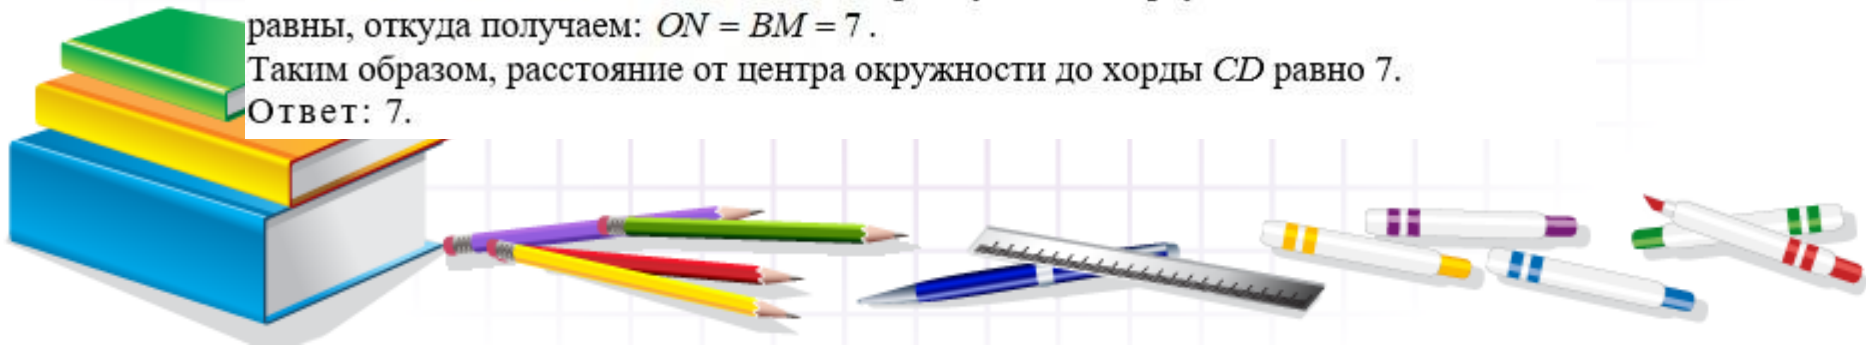 равны, откуда получаем: ON = BM = 7 .
Таким образом, расстояние от центра окружности до хорды CD равно 7.
Ответ: 7.